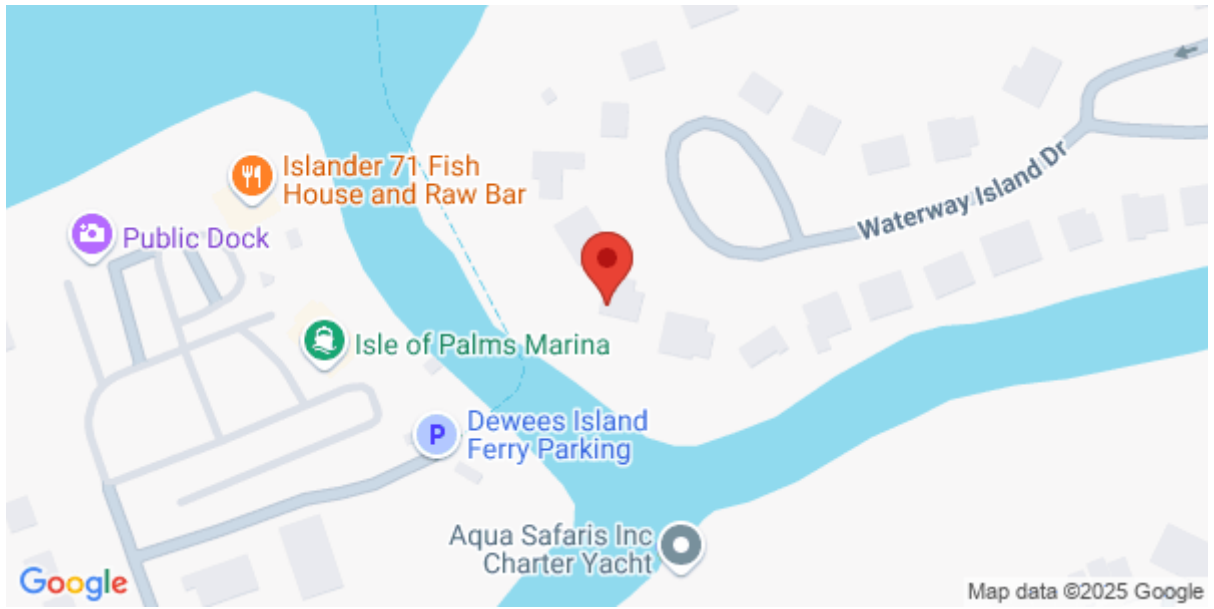 Islander 71 Fish
House and Raw Bar
Waterway Island Dr
Public Dock
Isle of Palms Marina
Dewees Island
Ferry Parking
P
Aqua Safaris Inc
Charter Yacht
Google
Map data ©2025 Google